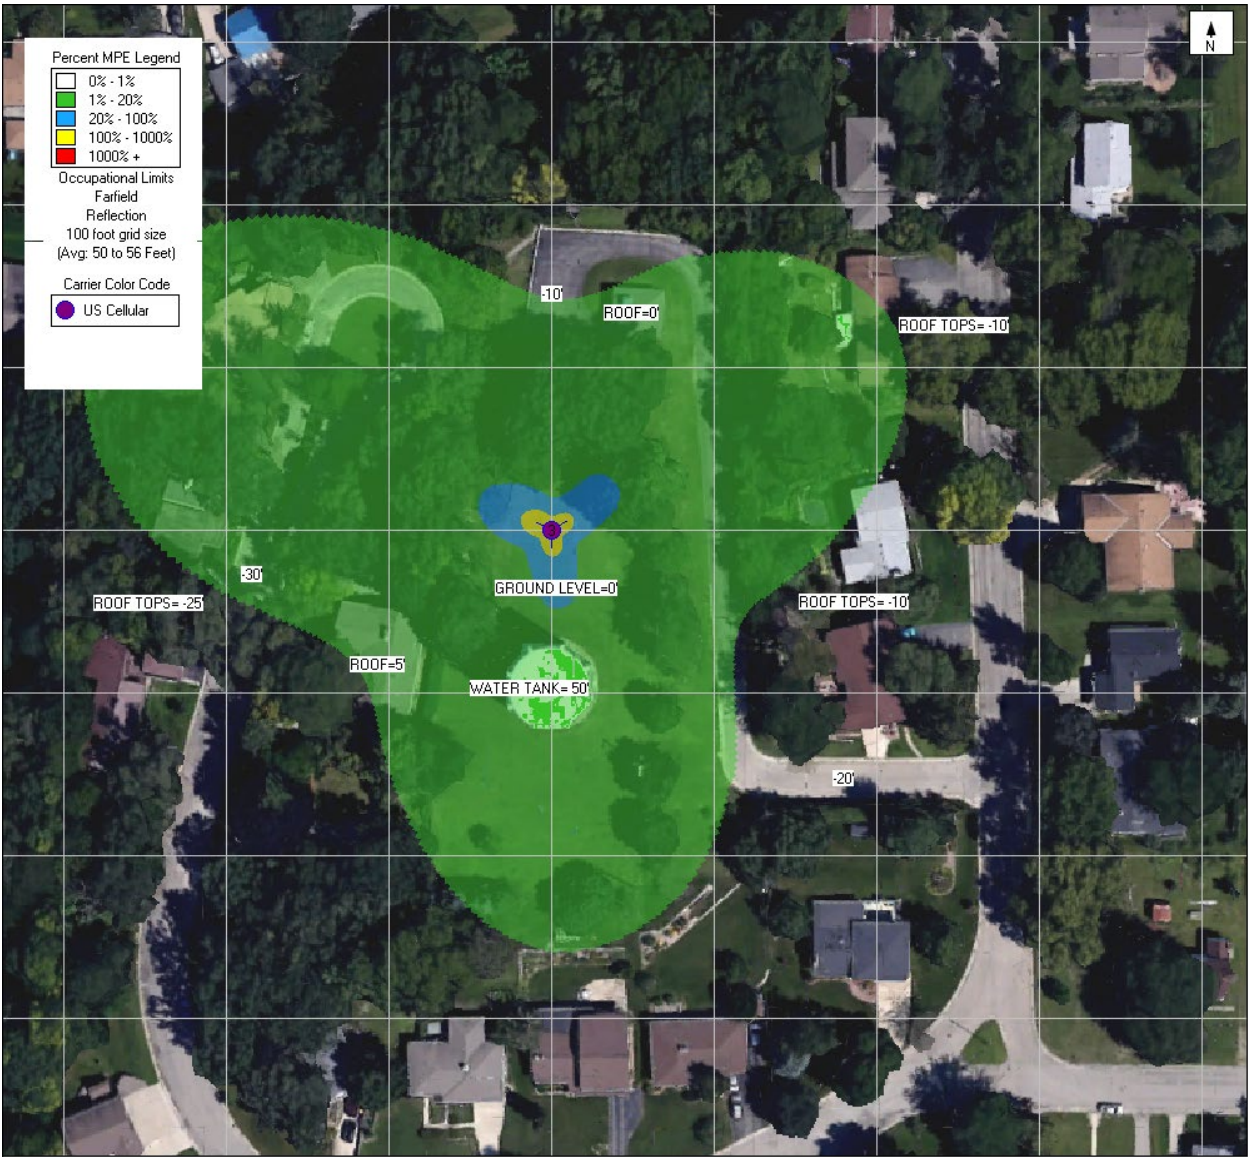 N
Percent MPE Legend
0% - 1%
1% - 20%
20% - 100%
100% - 1000%
1000% +
Occupational Limits
Farfield
Reflection
100 foot grid size
(Avg: 50 to 56 Feet)
Carrier Color Code
US Cellular
-10'
ROOF=0'
ROOF TOPS= -10'
GROUND LEVEL=0'
-30'
ROOF TOPS= -25
ROOF TOPS= -10'
ROOF=5'
WATER TANK= 50'
-20'